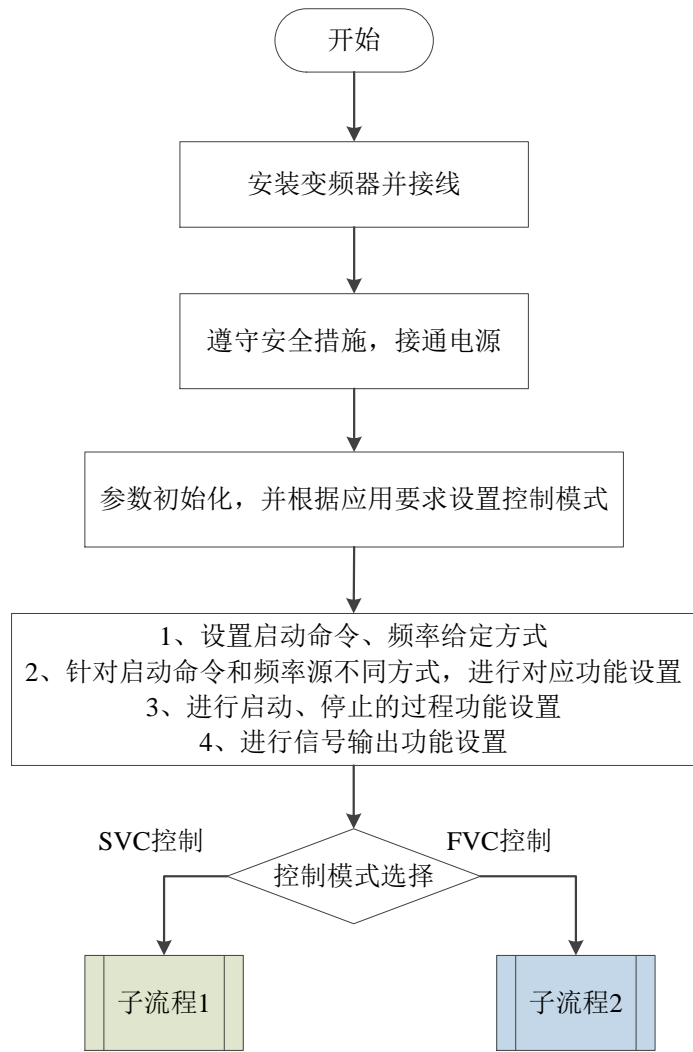 开始
安装变频器并接线
遵守安全措施，接通电源
参数初始化，并根据应用要求设置控制模式
1、设置启动命令、频率给定方式
2、针对启动命令和频率源不同方式，进行对应功能设置
3、进行启动、停止的过程功能设置
4、进行信号输出功能设置
SVC控制
FVC控制
控制模式选择
子流程1
子流程2